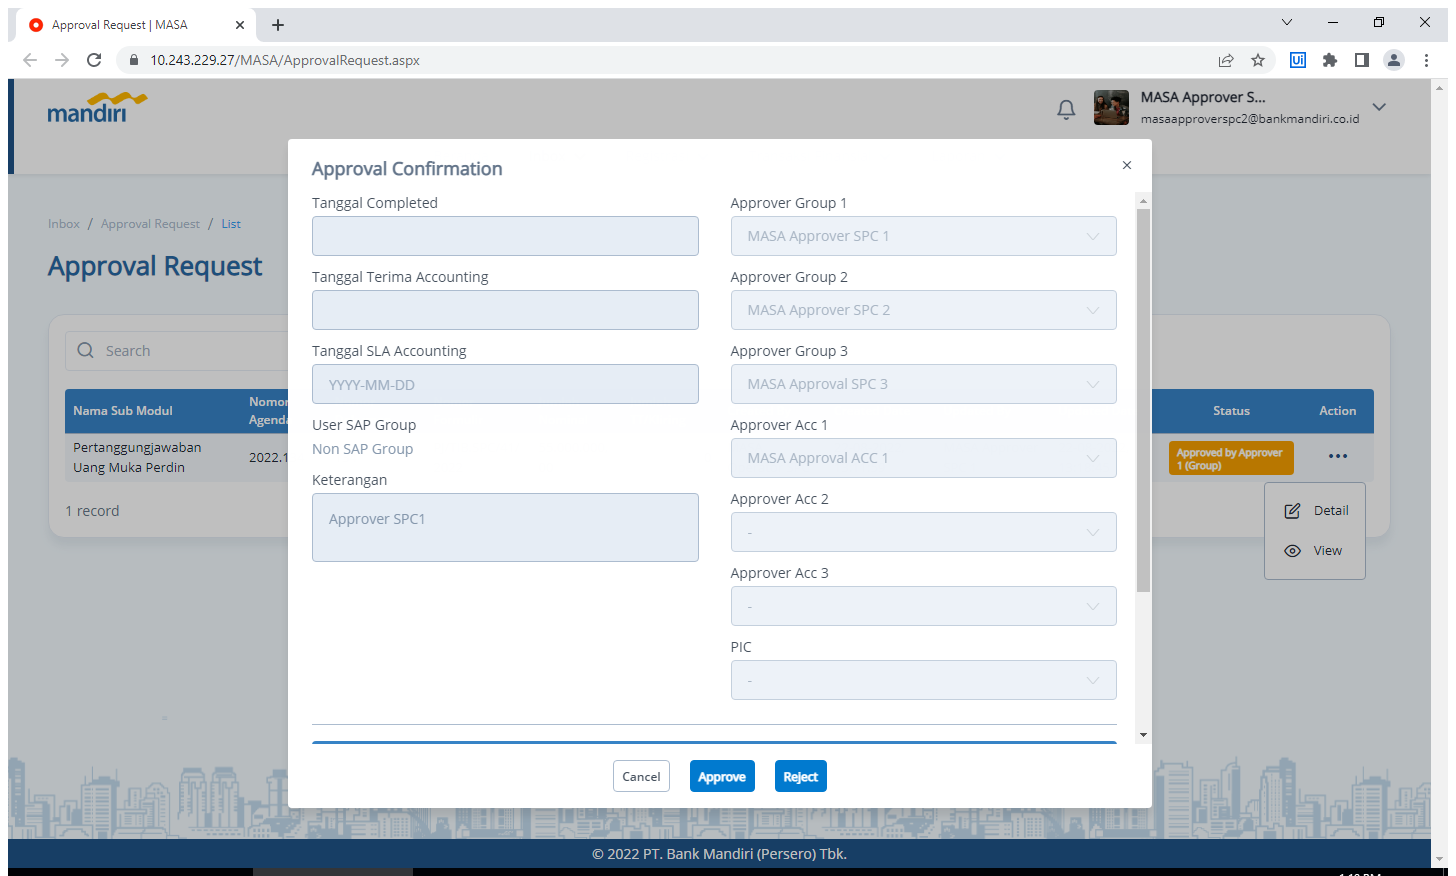 Approval Request | MASA
10.243.229.27/MASA/ApprovalRequest.aspx
Ui
mandiri
MASA Approver S...
masaapproverspc2@bankmandiri.co.id
Inbox / Approval Request / List
Approval Request
Search
Nama Sub Modul
Nomor
Agenda
Status
Action
Pertanggungjawaban
Uang Muka Perdin
2022.1
Approved by Approver
1 (Group)
1 record
Detail
View
Approval Confirmation
Tanggal Completed
Tanggal Terima Accounting
Tanggal SLA Accounting
YYYY-MM-DD
User SAP Group
Non SAP Group
Keterangan
Approver SPC1
Approver Group 1
MASA Approver SPC 1
Approver Group 2
MASA Approver SPC 2
Approver Group 3
MASA Approval SPC 3
Approver Acc 1
MASA Approval ACC 1
Approver Acc 2
-
Approver Acc 3
-
PIC
-
Cancel
Approve
Reject
© 2022 PT. Bank Mandiri (Persero) Tbk.